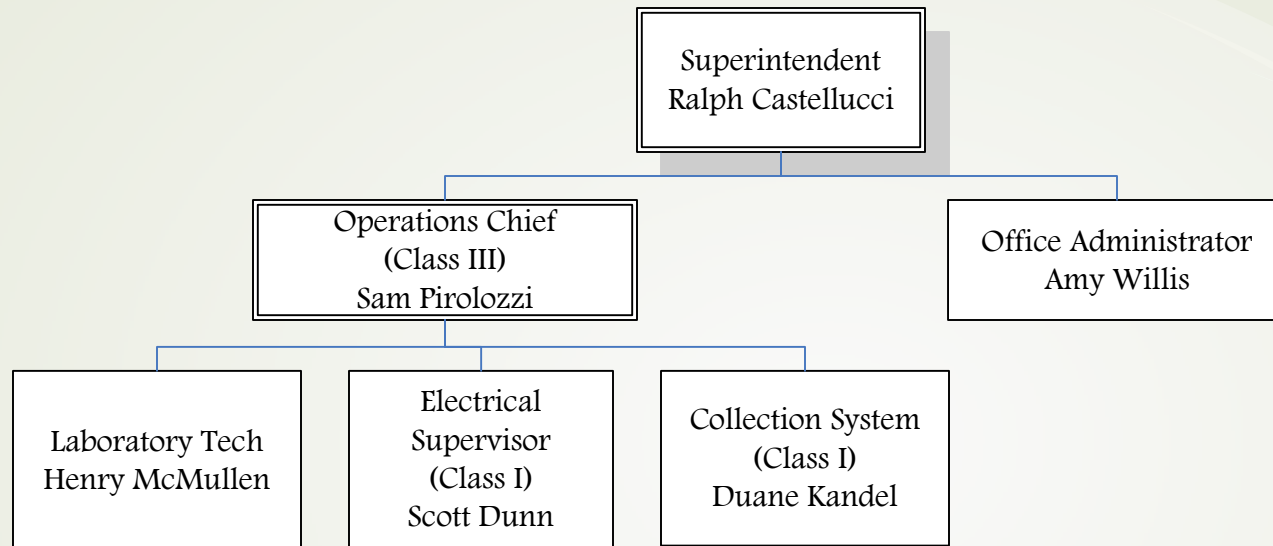 Superintendent
Ralph Castellucci
Operations Chief
(Class III)
Sam Pirolozzi
Office Administrator
Amy Willis
Laboratory Tech
Henry McMullen
Electrical
Supervisor
(Class I)
Scott Dunn
Collection System
(Class I)
Duane Kandel